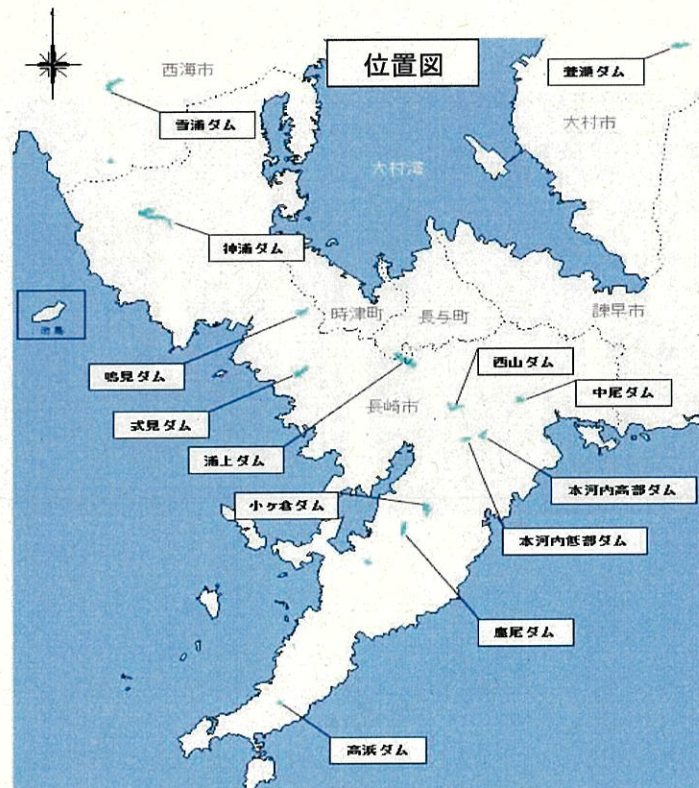 位置図
西海市
萱瀬ダム
雪浦ダム
大村市
大村湾
神浦ダム
池島
時津町
長与町
諫早市
鳴見ダム
西山ダム
中尾ダム
式見ダム
長崎市
浦上ダム
本河内高部ダム
小ヶ倉ダム
本河内低部ダム
鹿尾ダム
高浜ダム